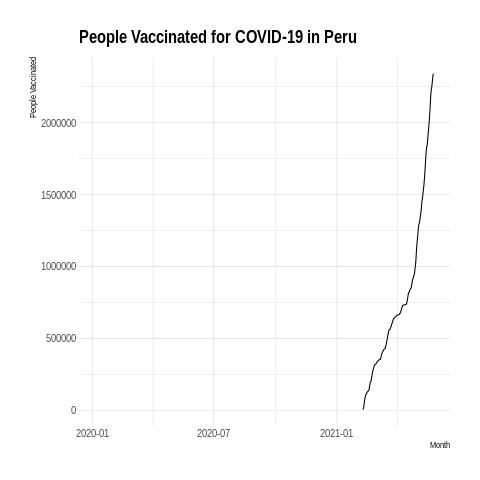 People Vaccinated for COVID-19 in Peru
People Vaccinated
2000000
1500000
1000000
500000
0
2020-01 2020-07 2021-01
Month